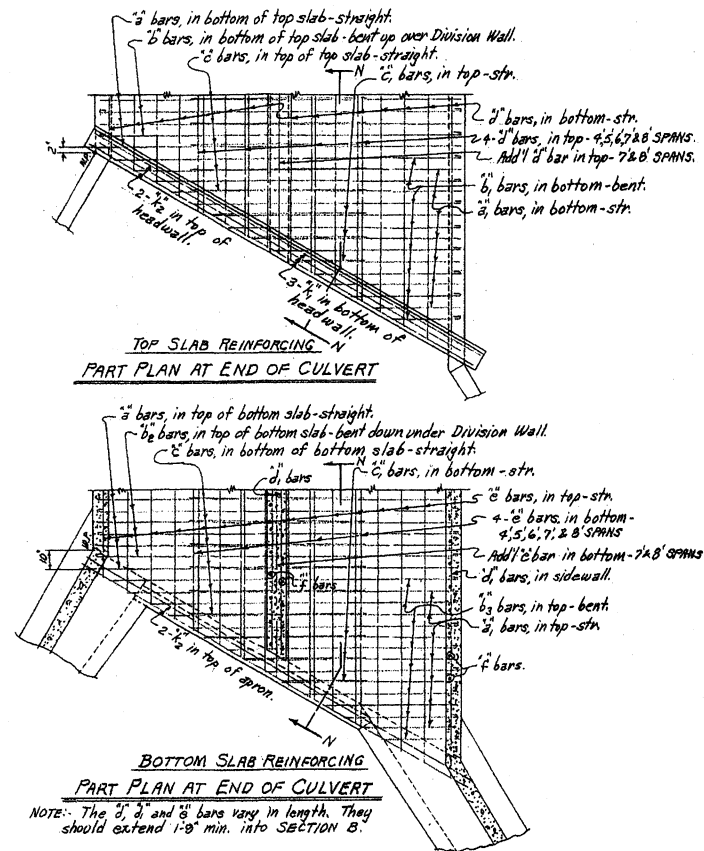 "a" bars, in bottom of top slab-straight.
"b" bars, in bottom of top slab-bent up over Division Wall.
"c" bars, in top of top slab-straight.
N
"c₁" bars, in top-str.
"d" bars, in bottom-str.
4-"d" bars, in top-4',5',6',7'&8' SPANS.
Add'l "d" bar in top-7'&8' SPANS.
"b₁" bars, in bottom-bent.
"a₁" bars, in bottom-str.
2"
2-"k₂" in top of
headwall.
3-"k₁" in bottom of
headwall.
N
TOP SLAB REINFORCING
PART PLAN AT END OF CULVERT
"a" bars, in top of bottom slab-straight.
"b₂" bars, in top of bottom slab-bent down under Division Wall.
"c" bars, in bottom of bottom slab-straight.
N
"c₁" bars, in bottom-str.
"d₁" bars
"e" bars, in top-str.
4-"e" bars, in bottom-
4',5',6',7',& 8' SPANS
Add'l "e" bar in bottom-7'&8' SPANS
"d₁" bars, in sidewall.
10"
"f" bars
"b₃" bars, in top-bent.
"a₁" bars, in top-str.
2-"k₂" in top of apron.
"f" bars.
N
BOTTOM SLAB REINFORCING
PART PLAN AT END OF CULVERT
NOTE:- The "d", "d₁" and "e" bars vary in length. They
should extend 1'-9" min. into SECTION B.